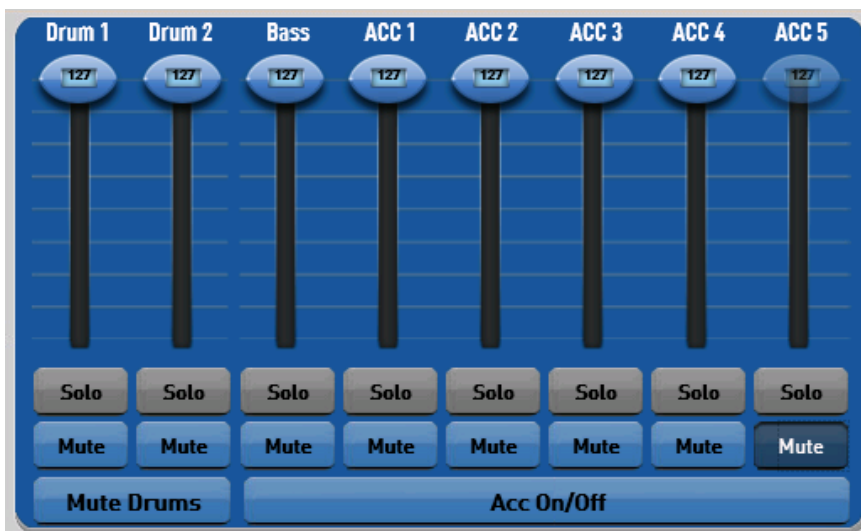 Drum 1 Drum 2 Bass ACC 1 ACC 2 ACC 3 ACC 4 ACC 5
127 127 127 127 127 127 127 127
Solo Solo Solo Solo Solo Solo Solo Solo
Mute Mute Mute Mute Mute Mute Mute Mute
Mute Drums Acc On/Off